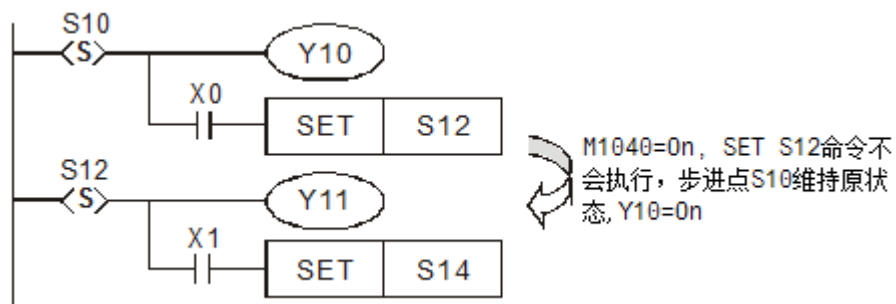 S10
S
Y10
X0
SET
S12
M1040=On, SET S12命令不
会执行，步进点S10维持原状
态,Y10=On
S12
S
Y11
X1
SET
S14